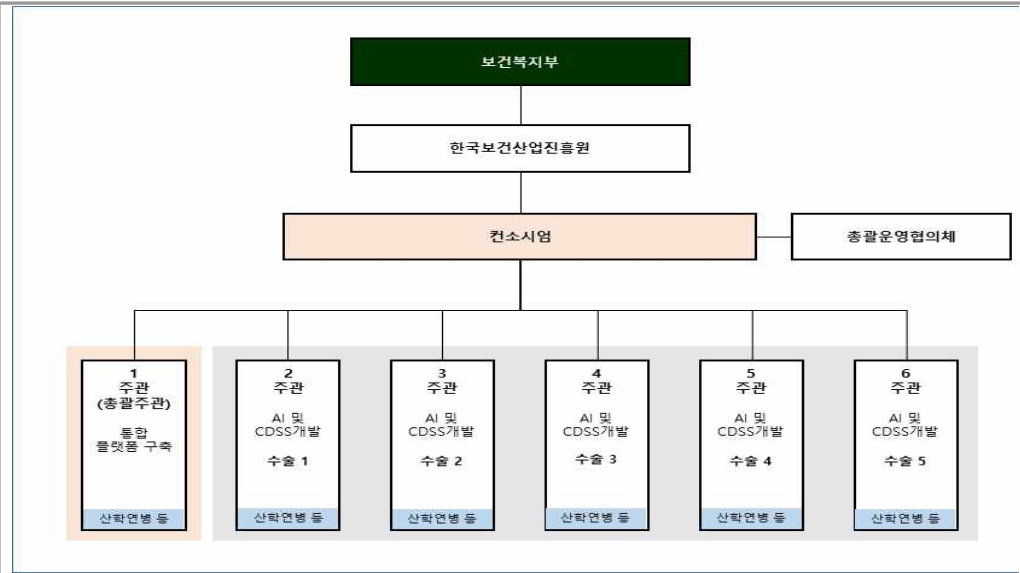 보건복지부
한국보건산업진흥원
컨소시엄
총괄운영협의체
1
주관
(총괄주관)
통합
플랫폼 구축
산학연병 등
2
주관
AI 및
CDSS개발
수술 1
산학연병 등
3
주관
AI 및
CDSS개발
수술 2
산학연병 등
4
주관
AI 및
CDSS개발
수술 3
산학연병 등
5
주관
AI 및
CDSS개발
수술 4
산학연병 등
6
주관
AI 및
CDSS개발
수술 5
산학연병 등